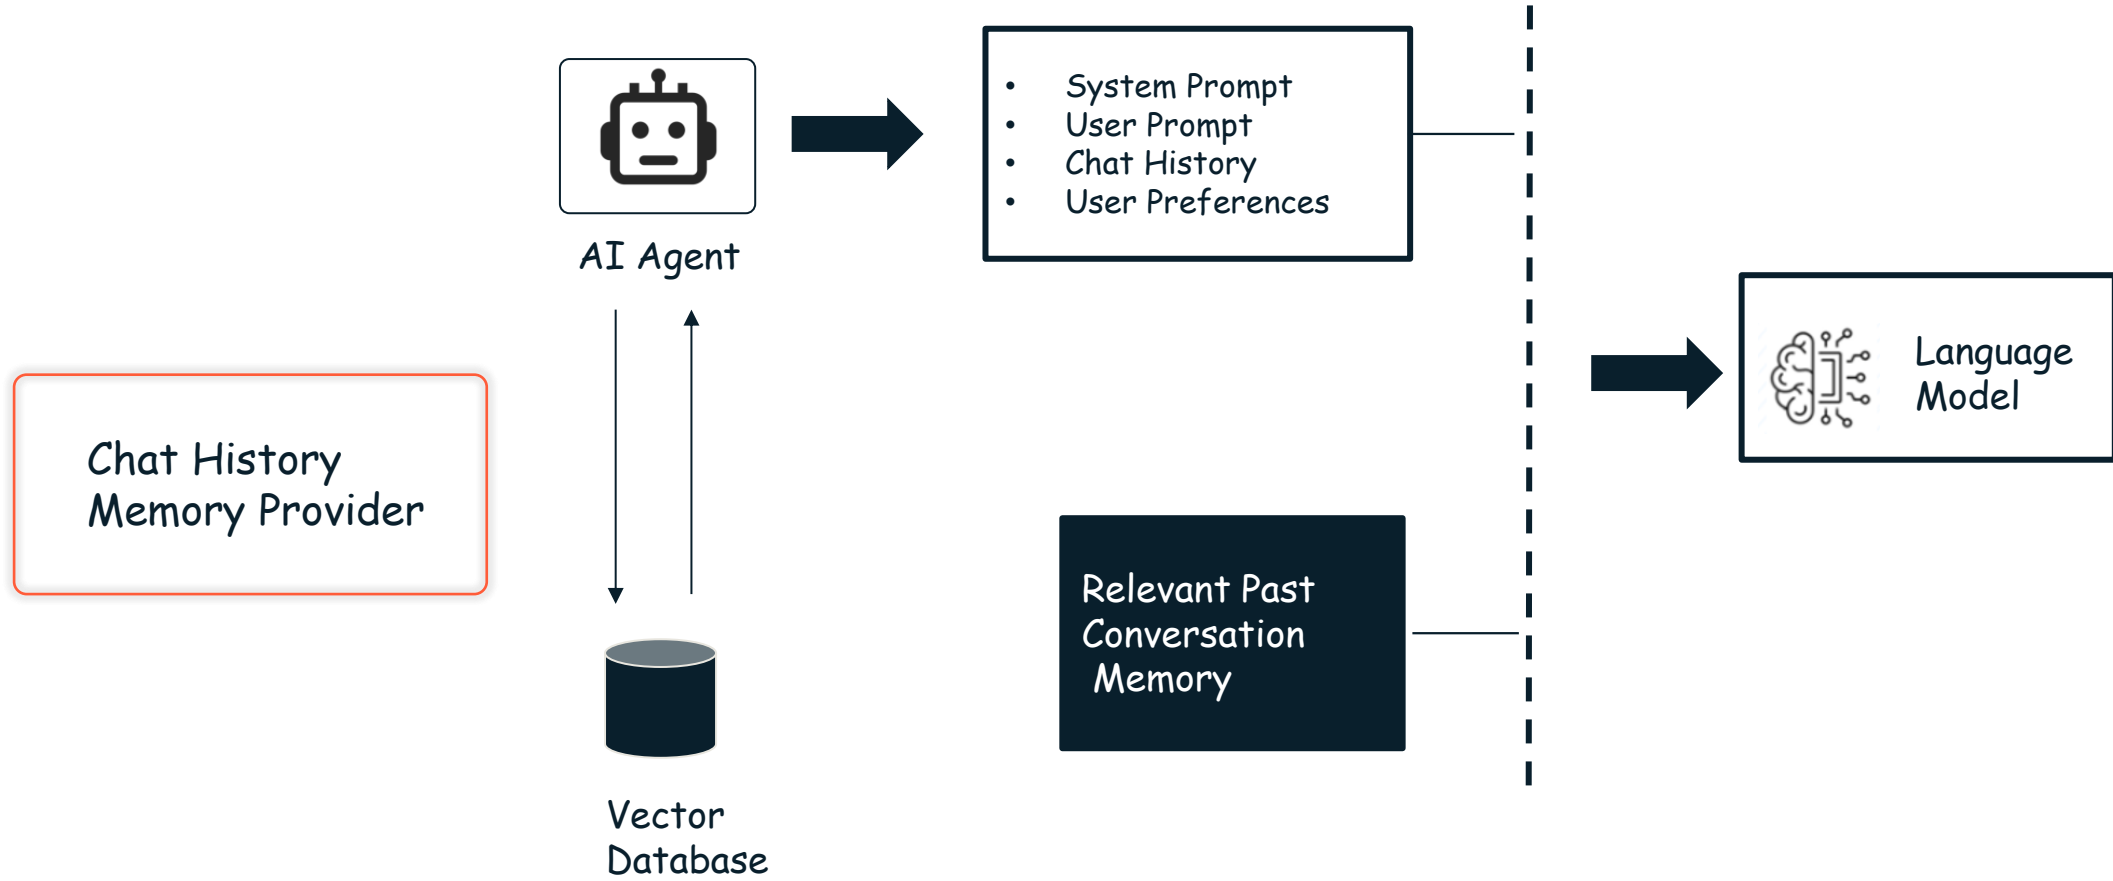 System Prompt
User Prompt
Chat History
User Preferences
AI Agent
Language
Model
Chat History
Memory Provider
Relevant Past
Conversation
Memory
Vector
Database